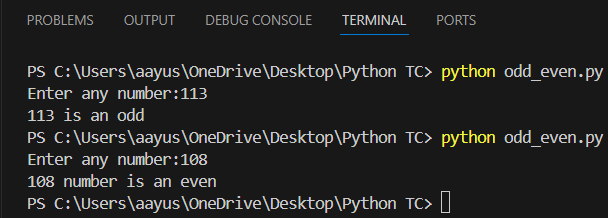 PROBLEMS OUTPUT DEBUG CONSOLE TERMINAL PORTS
PS C:\Users\aayus\OneDrive\Desktop\Python TC> python odd_even.py
Enter any number:113
113 is an odd
PS C:\Users\aayus\OneDrive\Desktop\Python TC> python odd_even.py
Enter any number:108
108 number is an even
PS C:\Users\aayus\OneDrive\Desktop\Python TC>